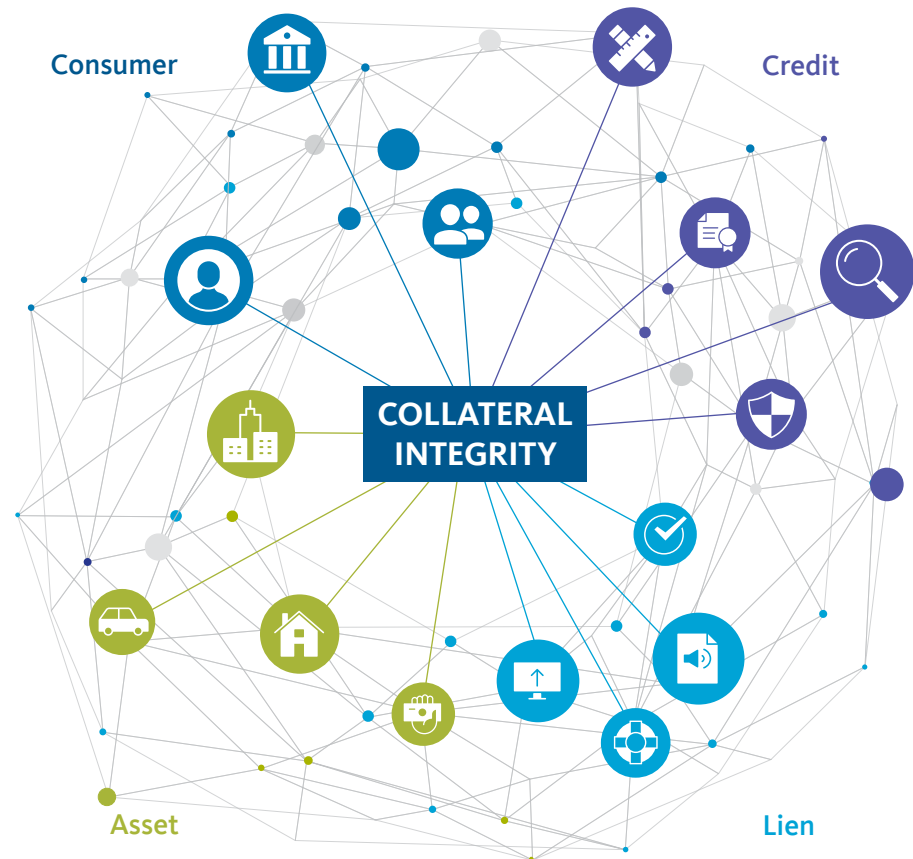 Consumer
Credit
COLLATERAL
INTEGRITY
Asset
Lien